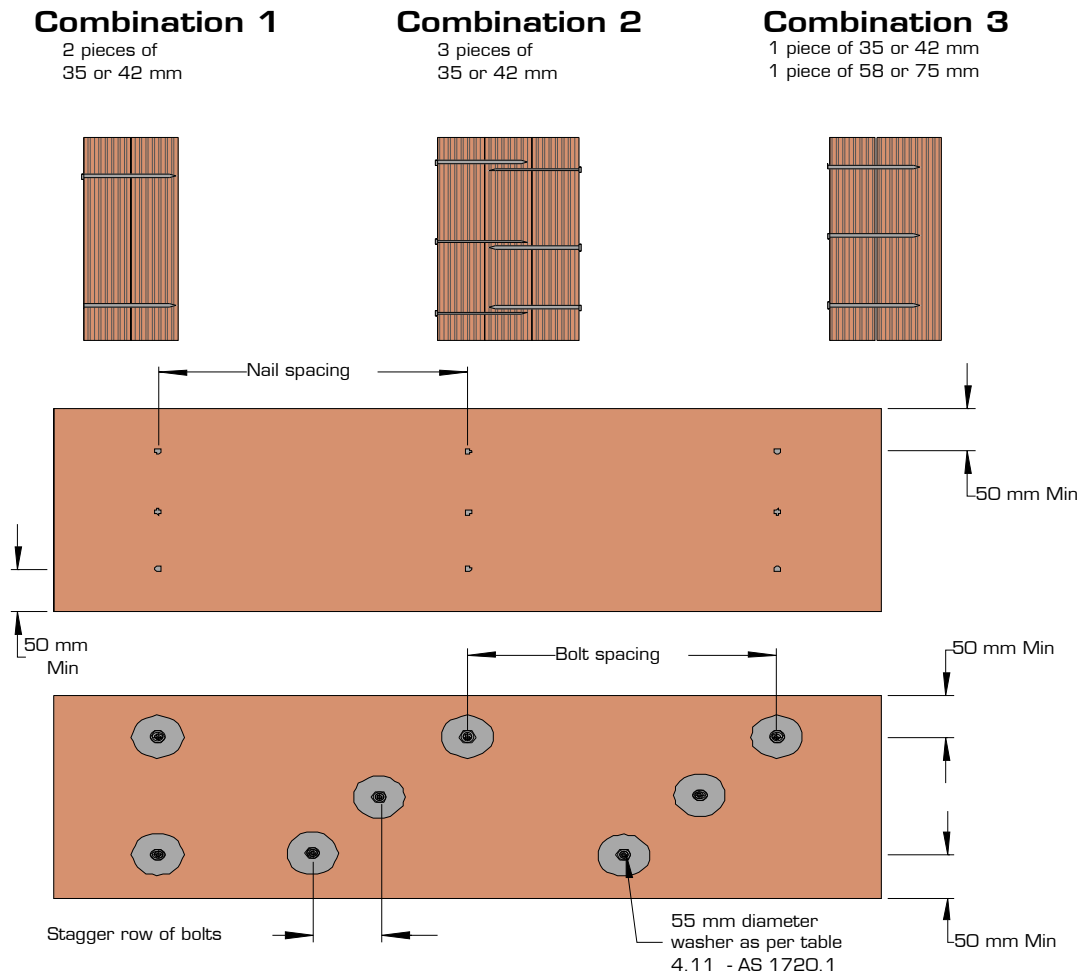 Combination 1
2 pieces of
35 or 42 mm
Combination 2
3 pieces of
35 or 42 mm
Combination 3
1 piece of 35 or 42 mm
1 piece of 58 or 75 mm
Nail spacing
50 mm Min
50 mm
Min
Bolt spacing
50 mm Min
Stagger row of bolts
55 mm diameter
washer as per table
4.11 - AS 1720.1
50 mm Min